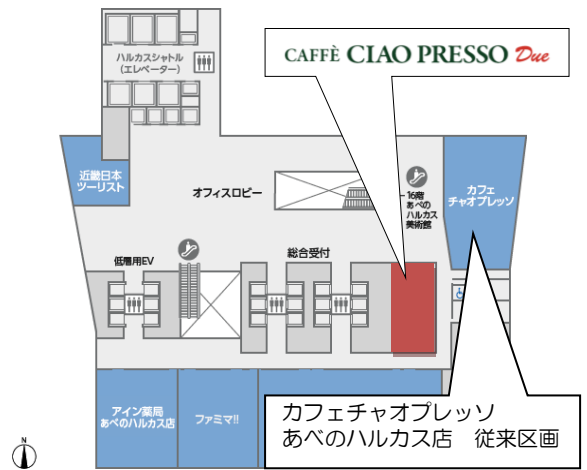 ハルカスシャトル
(エレベーター)
CAFFÈ CIAO PRESSO Due
近畿日本
ツーリスト
オフィスロビー
16階
あべの
ハルカス
美術館
カフェ
チャオプレッソ
低層用EV
総合受付
アイン薬局
あべのハルカス店
ファミマ!!
カフェチャオプレッソ
あべのハルカス店 従来区画
N